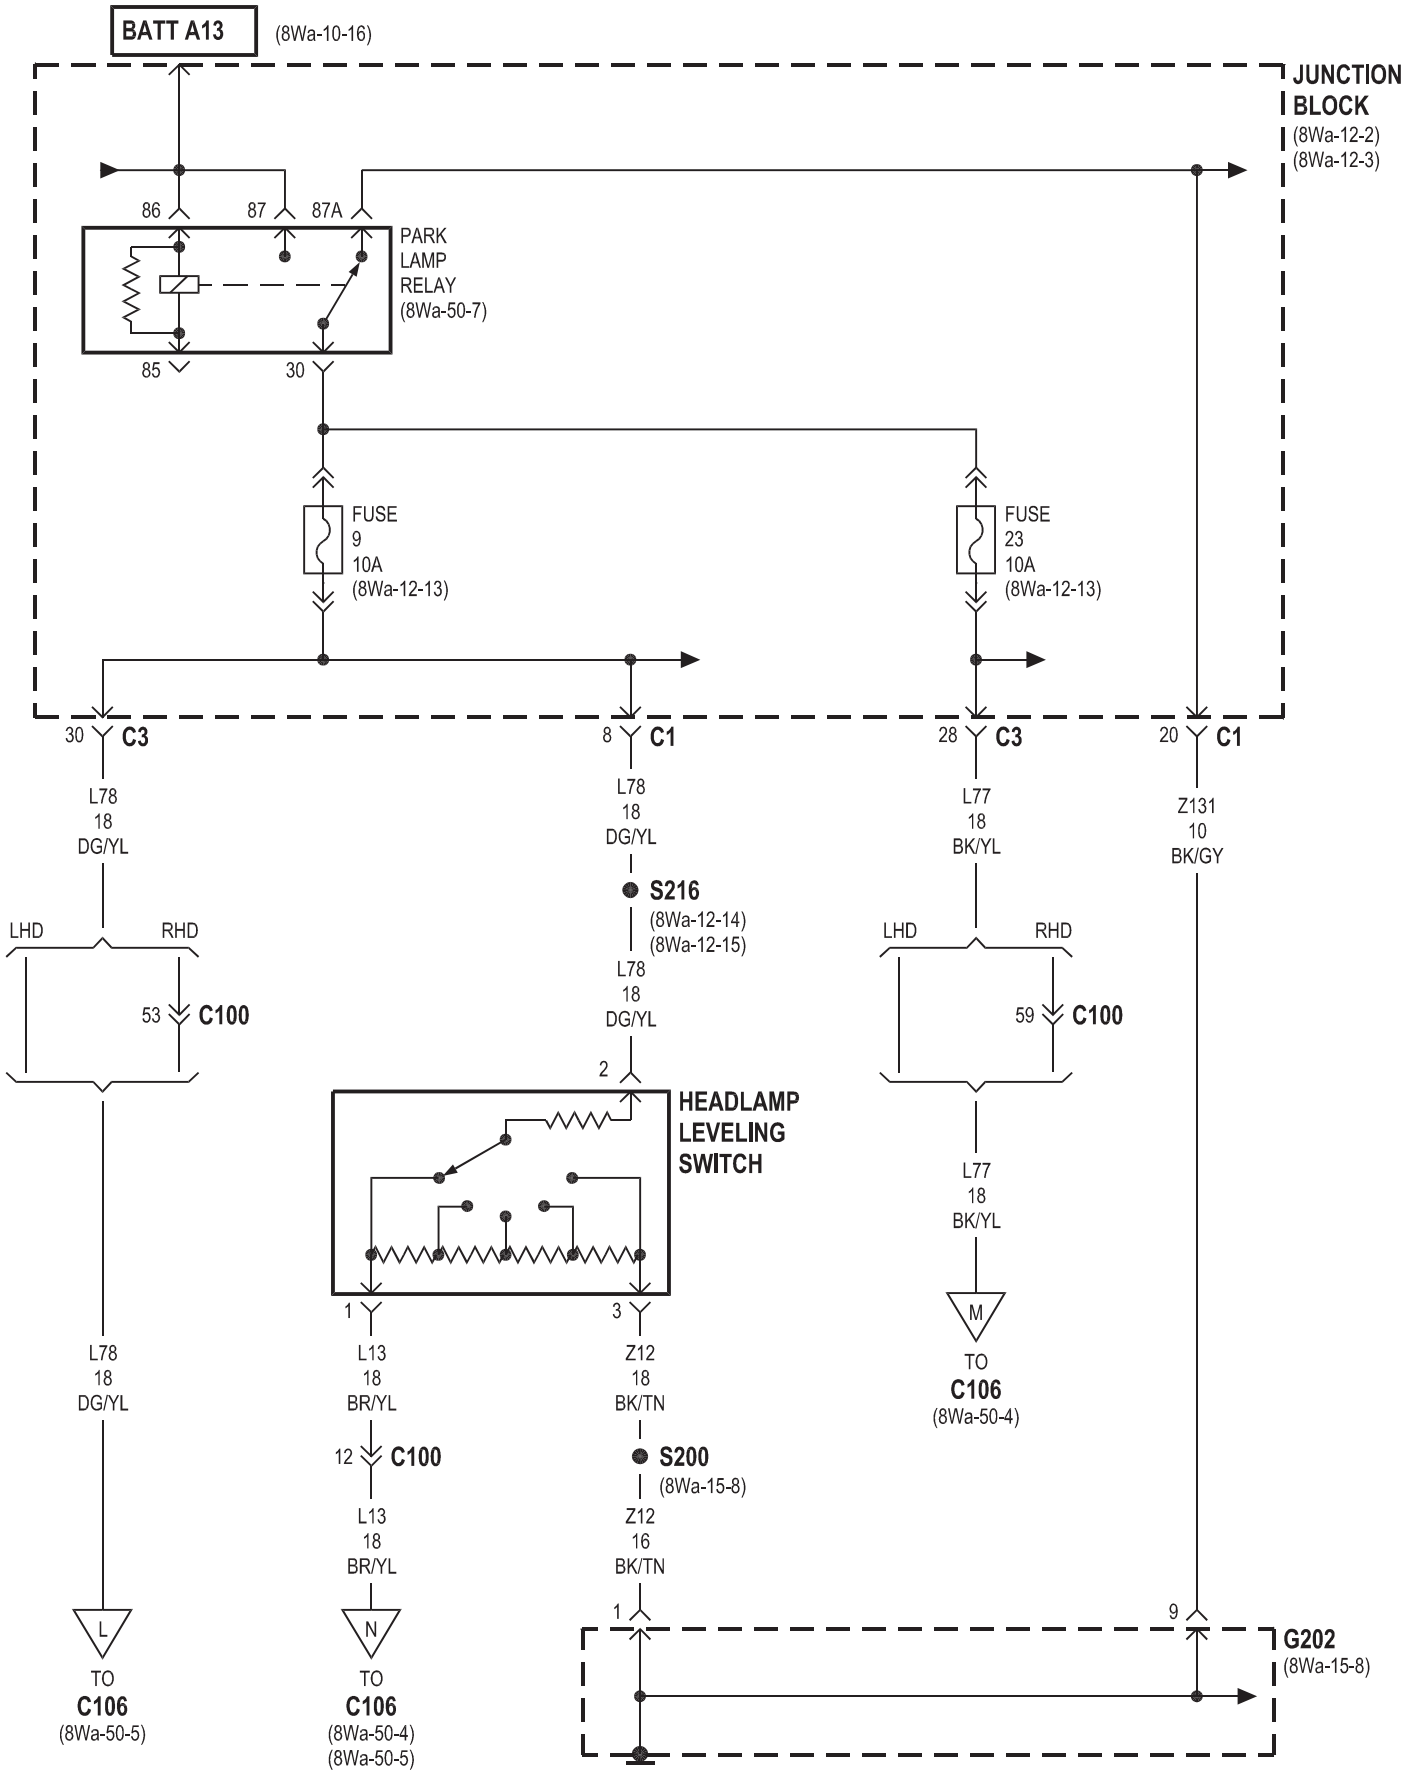 BATT A13
(8Wa-10-16)
JUNCTION
BLOCK
(8Wa-12-2)
(8Wa-12-3)
86
87
87A
PARK
LAMP
RELAY
(8Wa-50-7)
85
30
FUSE
9
10A
(8Wa-12-13)
FUSE
23
10A
(8Wa-12-13)
30
C3
8
C1
28
C3
20
C1
L78
18
DG/YL
L78
18
DG/YL
L77
18
BK/YL
Z131
10
BK/GY
S216
(8Wa-12-14)
(8Wa-12-15)
LHD
RHD
LHD
RHD
L78
18
DG/YL
53
C100
59
C100
2
HEADLAMP
LEVELING
SWITCH
L77
18
BK/YL
1
3
M
TO
C106
(8Wa-50-4)
L78
18
DG/YL
L13
18
BR/YL
Z12
18
BK/TN
12
C100
S200
(8Wa-15-8)
L13
18
BR/YL
Z12
16
BK/TN
1
9
L
TO
C106
(8Wa-50-5)
N
TO
C106
(8Wa-50-4)
(8Wa-50-5)
G202
(8Wa-15-8)